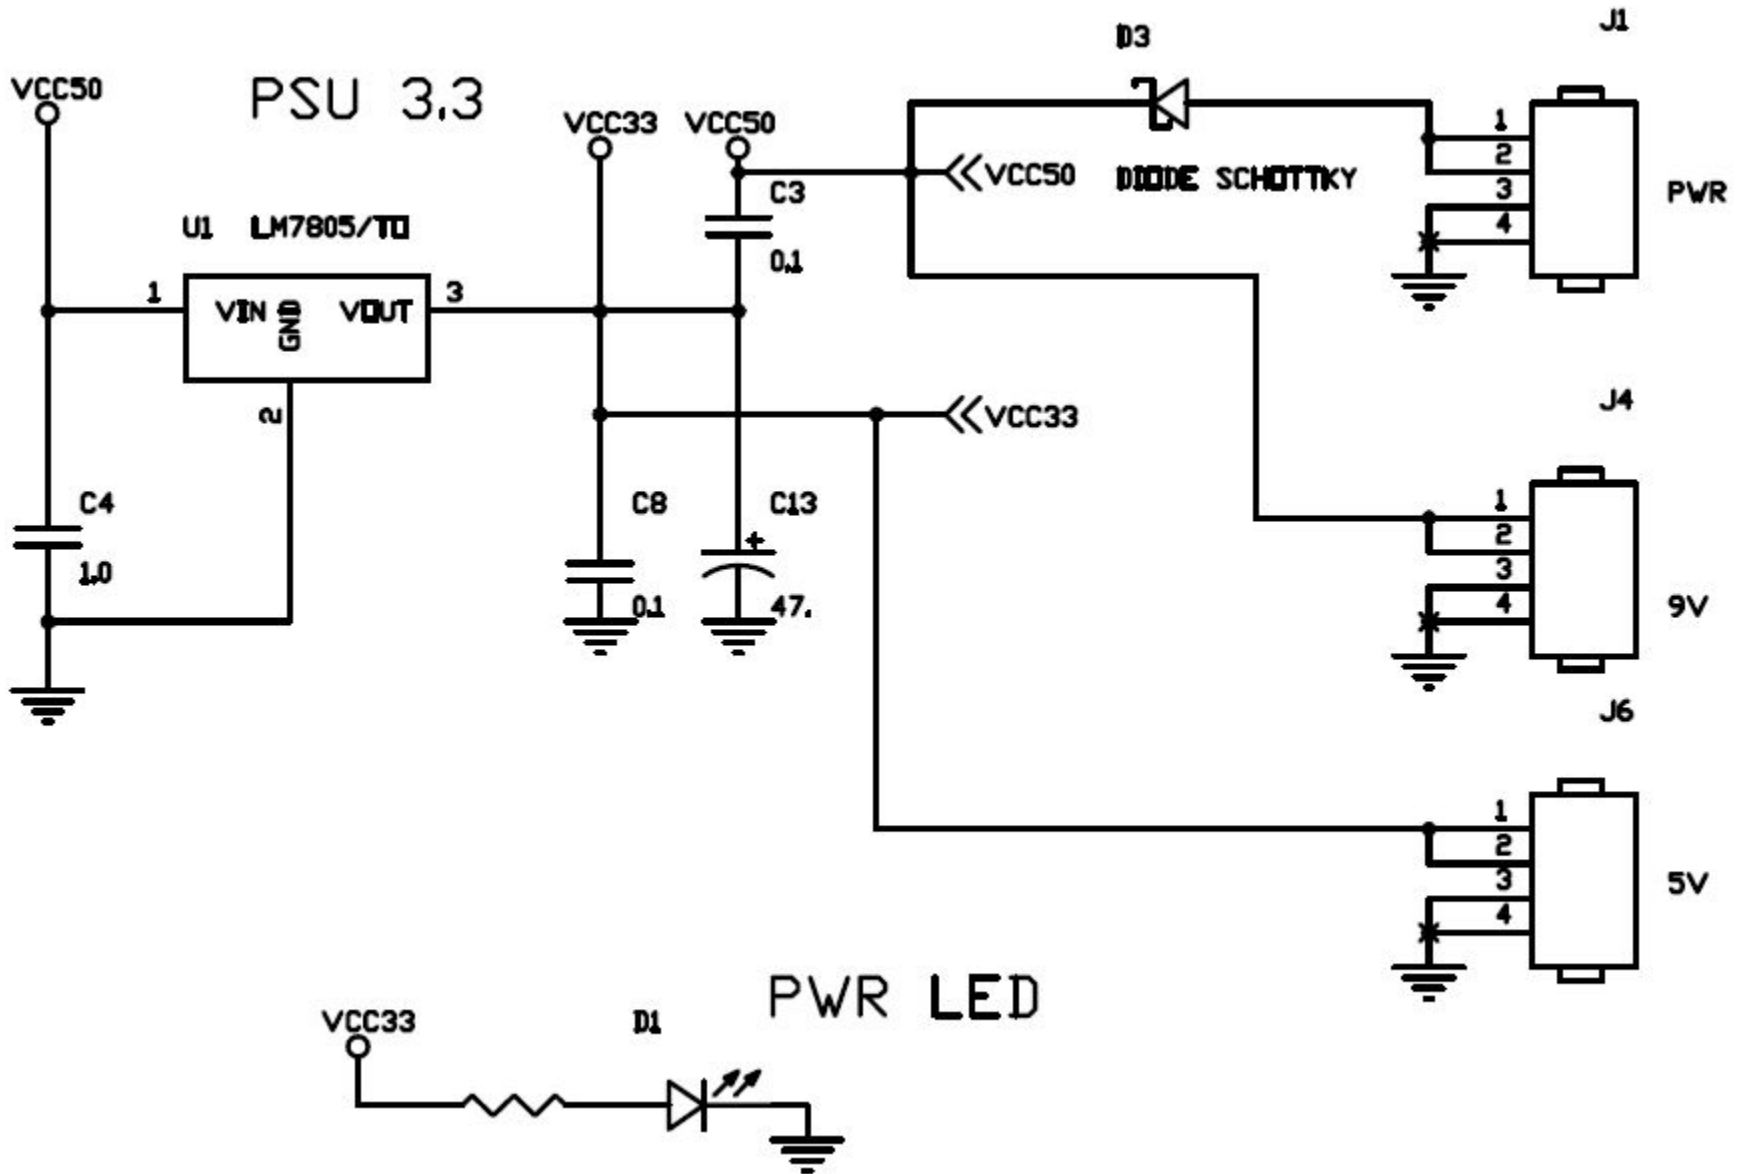 PSU 3.3
VCC50
U1 LM7805/TO
1 VIN GND VOUT 3
2
C4
1.0
VCC33
VCC50
C3
0.1
VCC50
VCC33
C8
0.1
C13
+
47.
D3
DIODE SCHOTTKY
J1
1
2
3
4
PWR
J4
1
2
3
4
9V
J6
1
2
3
4
5V
PWR LED
VCC33
D1